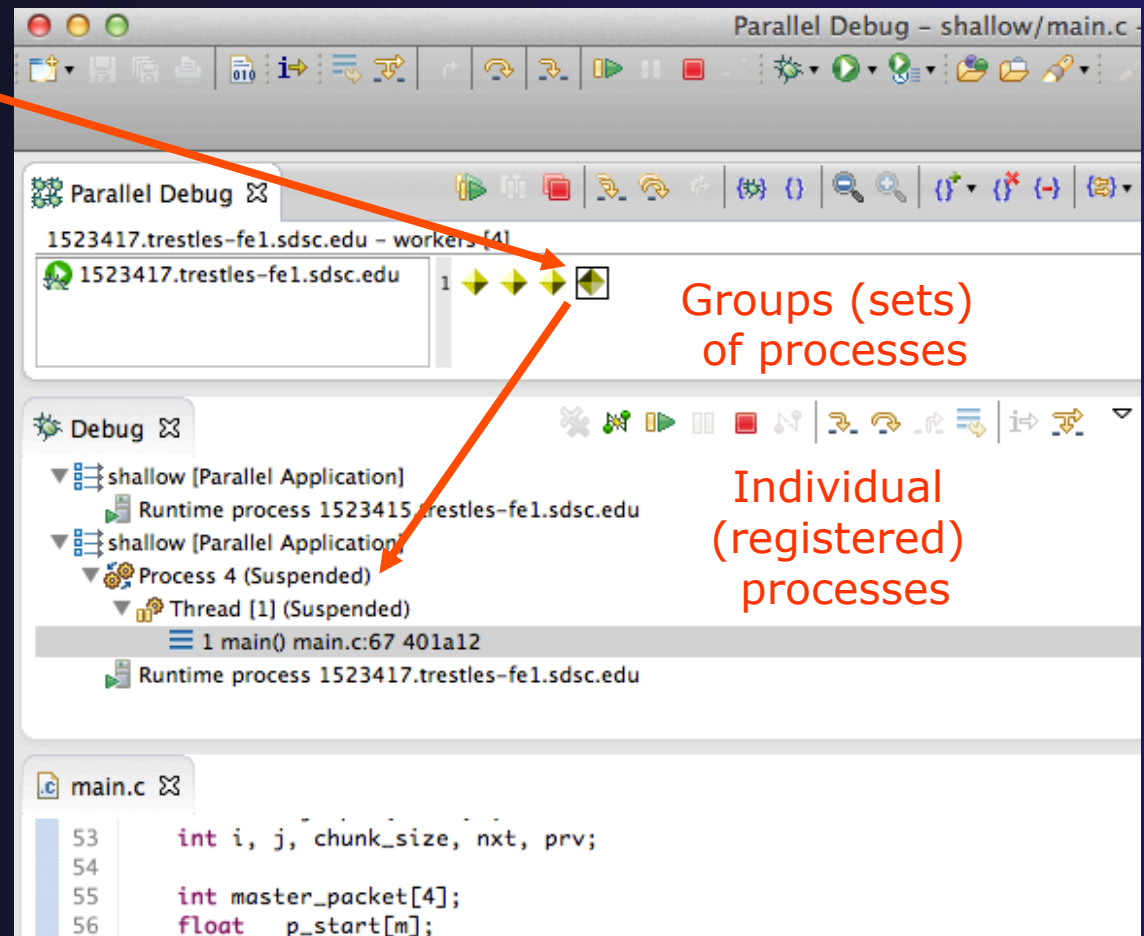 Parallel Debug – shallow/main.c -
010
Parallel Debug
1523417.trestles-fe1.sdsc.edu – workers [4]
1523417.trestles-fe1.sdsc.edu
1
Groups (sets)
of processes
Debug
shallow [Parallel Application]
Runtime process 1523415.trestles-fe1.sdsc.edu
shallow [Parallel Application]
Process 4 (Suspended)
Thread [1] (Suspended)
1 main() main.c:67 401a12
Runtime process 1523417.trestles-fe1.sdsc.edu
Individual
(registered)
processes
.c main.c
53 int i, j, chunk_size, nxt, prv;
54
55 int master_packet[4];
56 float p_start[m];